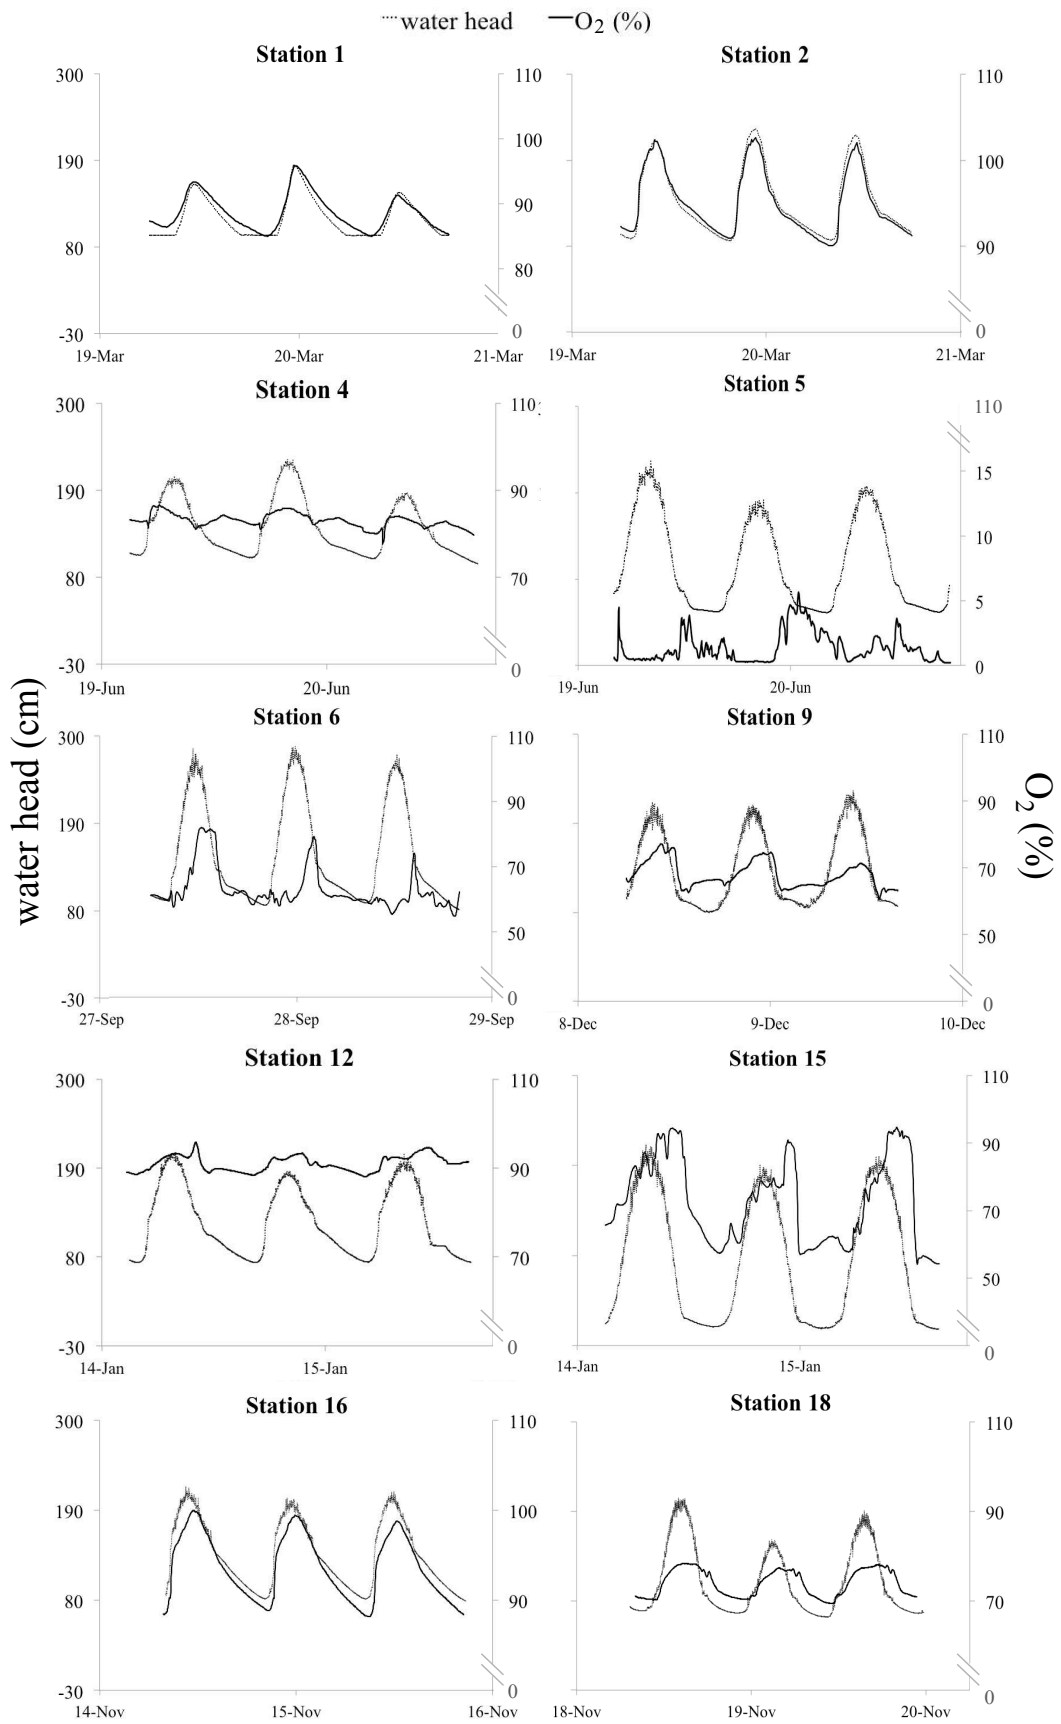 water head O2 (%)
Station 1
300
190
80
-30
110
100
90
80
0
19-Mar 20-Mar 21-Mar
Station 2
110
100
90
0
19-Mar 20-Mar 21-Mar
Station 4
300
190
80
-30
110
90
70
0
19-Jun 20-Jun
Station 5
110
15
10
5
0
19-Jun 20-Jun
water head (cm)
O2 (%)
Station 6
300
190
80
-30
110
90
70
50
0
27-Sep 28-Sep 29-Sep
Station 9
110
90
70
50
0
8-Dec 9-Dec 10-Dec
Station 12
300
190
80
-30
110
90
70
0
14-Jan 15-Jan
Station 15
110
90
70
50
0
14-Jan 15-Jan
Station 16
300
190
80
-30
110
100
90
0
14-Nov 15-Nov 16-Nov
Station 18
110
90
70
0
18-Nov 19-Nov 20-Nov